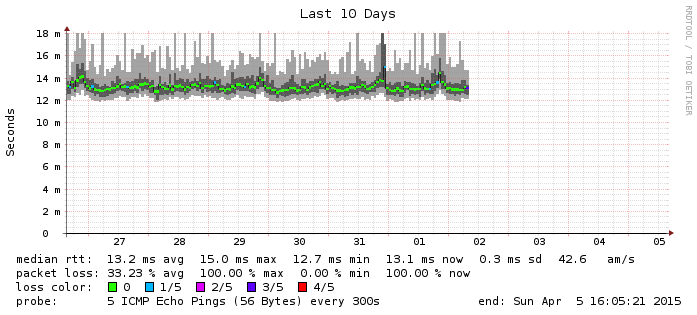 Last 10 Days
RRDTOOL / TOBI OETIKER
Seconds
18 m
16 m
14 m
12 m
10 m
8 m
6 m
4 m
2 m
0
27 28 29 30 31 01 02 03 04 05
median rtt: 13.2 ms avg 15.0 ms max 12.7 ms min 13.1 ms now 0.3 ms sd 42.6 am/s
packet loss: 33.23 % avg 100.00 % max 0.00 % min 100.00 % now
loss color: 0 1/5 2/5 3/5 4/5
probe: 5 ICMP Echo Pings (56 Bytes) every 300s end: Sun Apr 5 16:05:21 2015